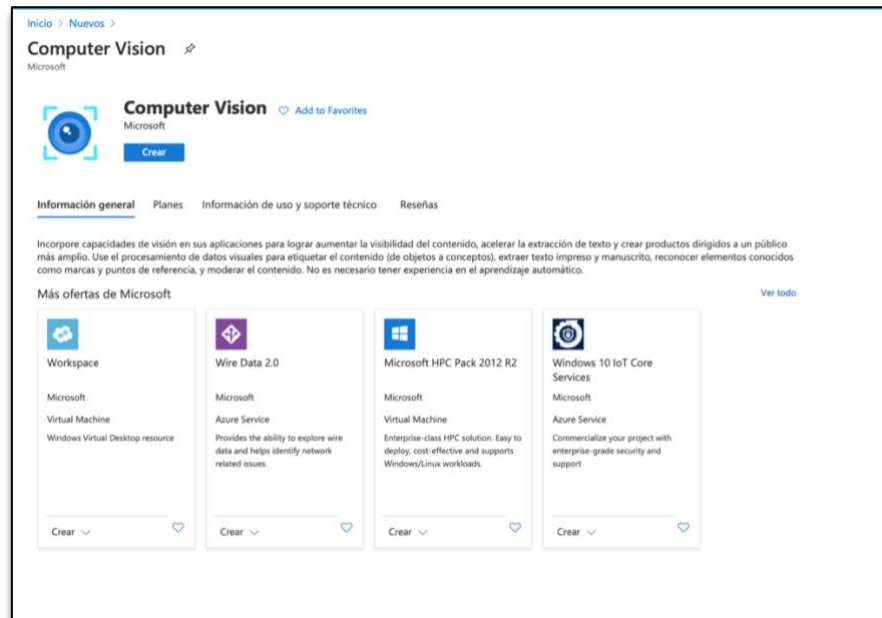 Inicio > Nuevos >
Computer Vision
Microsoft
Computer Vision
Add to Favorites
Microsoft
Crear
Información general Planes Información de uso y soporte técnico Reseñas
Incorpore capacidades de visión en sus aplicaciones para lograr aumentar la visibilidad del contenido, acelerar la extracción de texto y crear productos dirigidos a un público
más amplio. Use el procesamiento de datos visuales para etiquetar el contenido (de objetos a conceptos), extraer texto impreso y manuscrito, reconocer elementos conocidos
como marcas y puntos de referencia, y moderar el contenido. No es necesario tener experiencia en el aprendizaje automático.
Más ofertas de Microsoft
Ver todo
Workspace
Microsoft
Virtual Machine
Windows Virtual Desktop resource
Crear
Wire Data 2.0
Microsoft
Azure Service
Provides the ability to explore wire
data and helps identify network
related issues.
Crear
Microsoft HPC Pack 2012 R2
Microsoft
Virtual Machine
Enterprise-class HPC solution. Easy to
deploy, cost-effective and supports
Windows/Linux workloads.
Crear
Windows 10 IoT Core
Services
Microsoft
Azure Service
Commercialize your project with
enterprise-grade security and
support
Crear